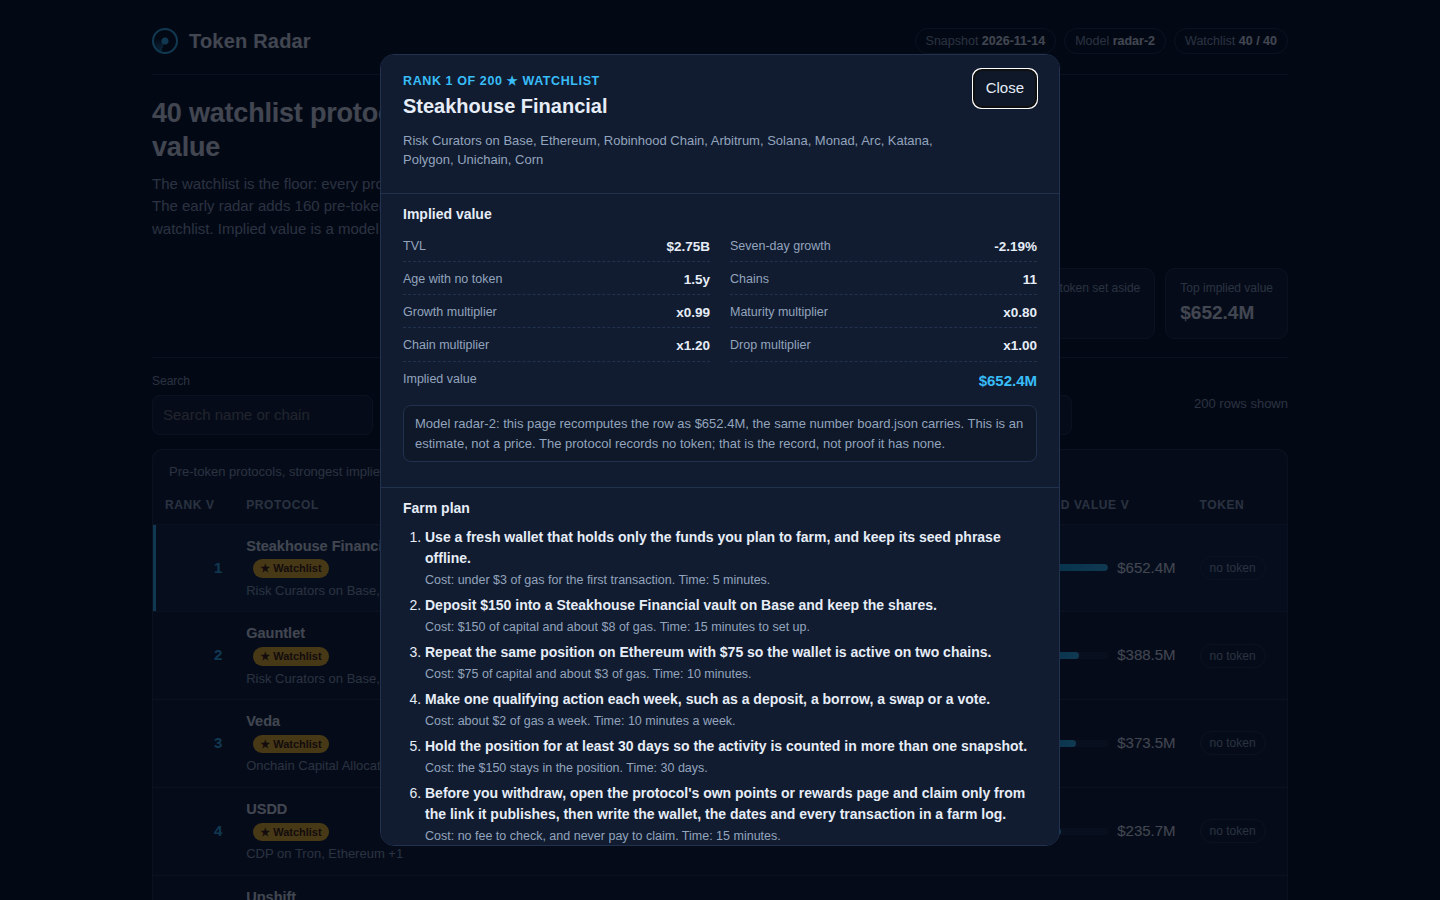 Token Radar
Snapshot 2026-11-14
Model radar-2
Watchlist 40 / 40
40 watchlist
value
The watchlist is the floor: every
The early radar adds 160
watchlist. Implied value is a model
token set aside
Top implied value
$652.4M
Search
Search name or chain
200 rows shown
Pre-token protocols, strongest
RANK V
PROTOCOL
VALUE V
TOKEN
1
Steakhouse
★ Watchlist
Risk Curators on Base,
$652.4M
no token
2
Gauntlet
★ Watchlist
Risk Curators on Base,
$388.5M
no token
3
Veda
★ Watchlist
Onchain Capital
$373.5M
no token
4
USDD
★ Watchlist
CDP on Tron, Ethereum +1
$235.7M
no token
Upshift
RANK 1 OF 200 ★ WATCHLIST
Steakhouse Financial
Close
Risk Curators on Base, Ethereum, Robinhood Chain, Arbitrum, Solana, Monad, Arc, Katana,
Polygon, Unichain, Corn
Implied value
TVL $2.75B
Seven-day growth -2.19%
Age with no token 1.5y
Chains 11
Growth multiplier x0.99
Maturity multiplier x0.80
Chain multiplier x1.20
Drop multiplier x1.00
Implied value $652.4M
Model radar-2: this page recomputes the row as $652.4M, the same number board.json carries. This is an
estimate, not a price. The protocol records no token; that is the record, not proof it has none.
Farm plan
1. Use a fresh wallet that holds only the funds you plan to farm, and keep its seed phrase
offline.
Cost: under $3 of gas for the first transaction. Time: 5 minutes.
2. Deposit $150 into a Steakhouse Financial vault on Base and keep the shares.
Cost: $150 of capital and about $8 of gas. Time: 15 minutes to set up.
3. Repeat the same position on Ethereum with $75 so the wallet is active on two chains.
Cost: $75 of capital and about $3 of gas. Time: 10 minutes.
4. Make one qualifying action each week, such as a deposit, a borrow, a swap or a vote.
Cost: about $2 of gas a week. Time: 10 minutes a week.
5. Hold the position for at least 30 days so the activity is counted in more than one snapshot.
Cost: the $150 stays in the position. Time: 30 days.
6. Before you withdraw, open the protocol's own points or rewards page and claim only from
the link it publishes, then write the wallet, the dates and every transaction in a farm log.
Cost: no fee to check, and never pay to claim. Time: 15 minutes.